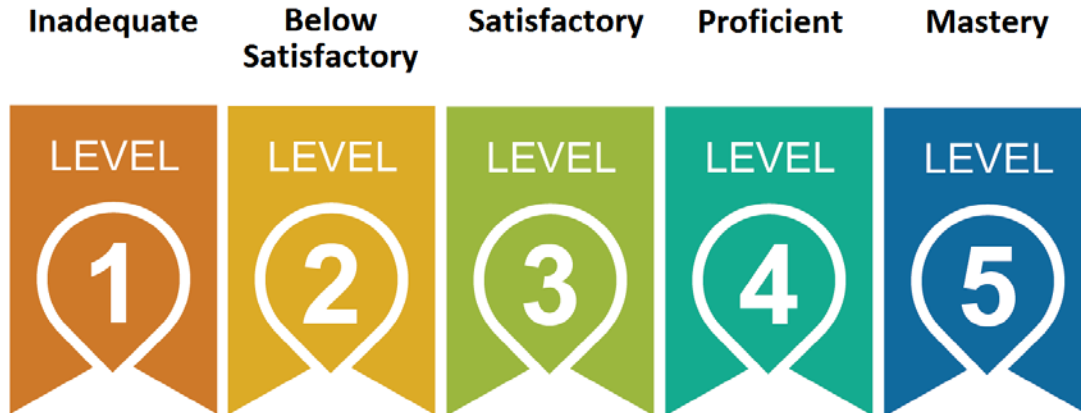 Inadequate
Below
Satisfactory
Satisfactory
Proficient
Mastery
LEVEL
1
LEVEL
2
LEVEL
3
LEVEL
4
LEVEL
5